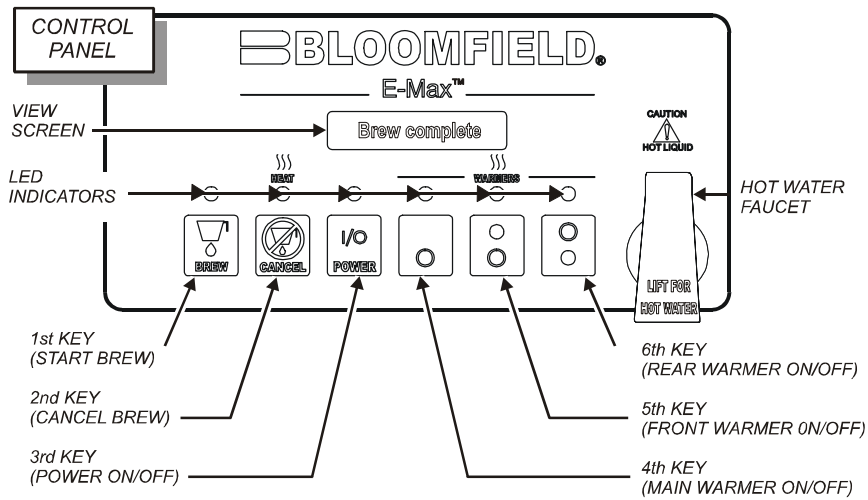 CONTROL
PANEL
BLOOMFIELD®
E-Max™
VIEW
SCREEN
Brew complete
CAUTION
HOT LIQUID
LED
INDICATORS
HEAT
WARMERS
HOT WATER
FAUCET
BREW
CANCEL
I/O
POWER
LIFT FOR
HOT WATER
1st KEY
(START BREW)
2nd KEY
(CANCEL BREW)
3rd KEY
(POWER ON/OFF)
6th KEY
(REAR WARMER ON/OFF)
5th KEY
(FRONT WARMER 0N/OFF)
4th KEY
(MAIN WARMER ON/OFF)